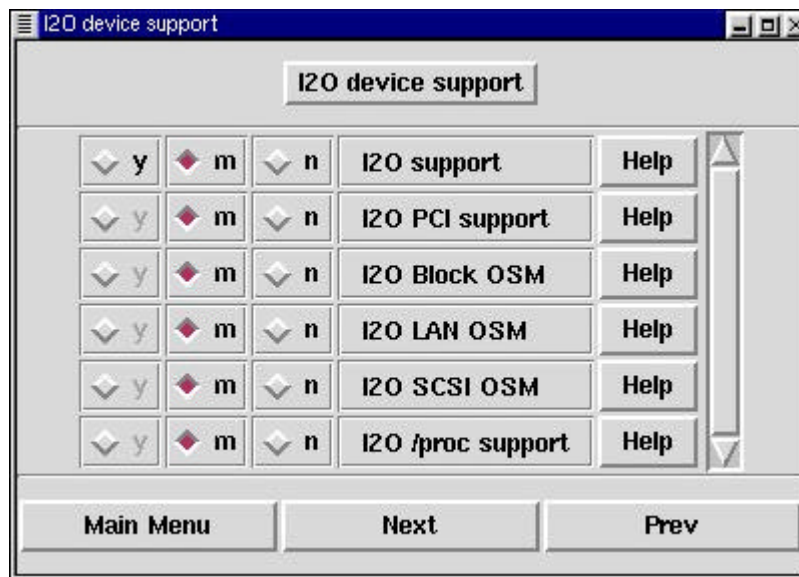 I2O device support
I2O device support
y m n I2O support Help
y m n I2O PCI support Help
y m n I2O Block OSM Help
y m n I2O LAN OSM Help
y m n I2O SCSI OSM Help
y m n I2O /proc support Help
Main Menu Next Prev